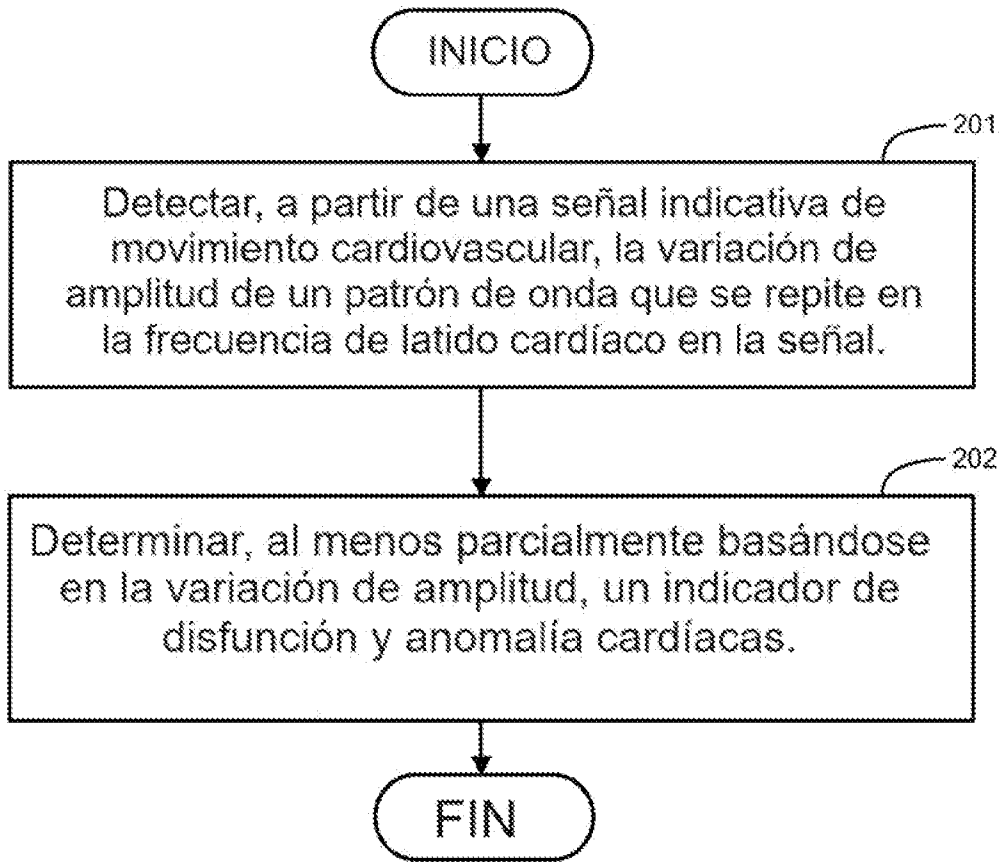 INICIO
201
Detectar, a partir de una señal indicativa de
movimiento cardiovascular, la variación de
amplitud de un patrón de onda que se repite en
la frecuencia de latido cardíaco en la señal.
202
Determinar, al menos parcialmente basándose
en la variación de amplitud, un indicador de
disfunción y anomalía cardíacas.
FIN